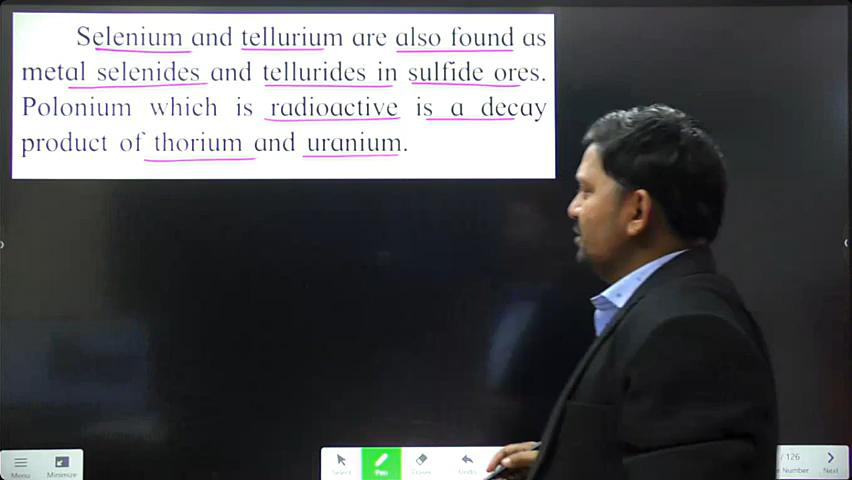 Selenium and tellurium are also found as
metal selenides and tellurides in sulfide ores.
Polonium which is radioactive is a decay
product of thorium and uranium.
Menu
Minimize
Select
Pen
Eraser
Undo
/ 126
e Number
Next